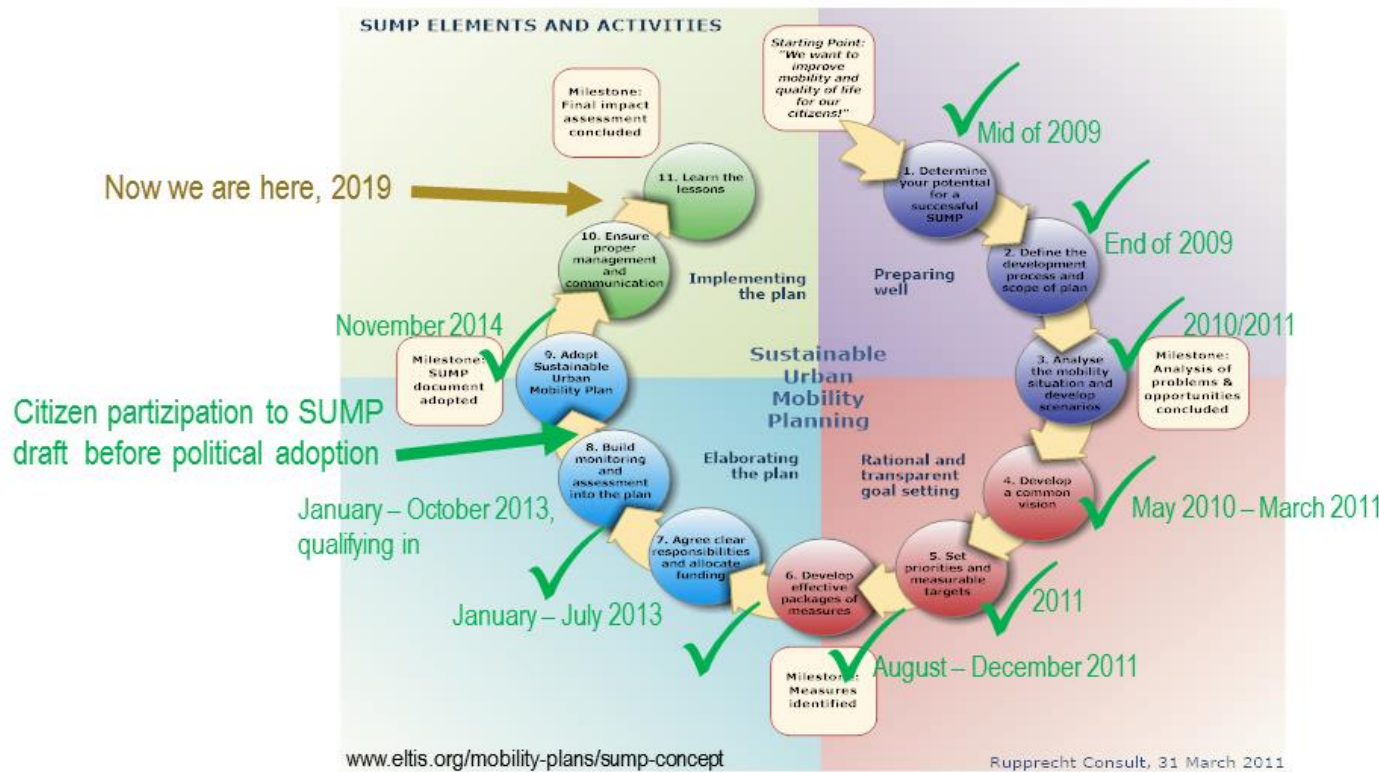 SUMP ELEMENTS AND ACTIVITIES
Starting Point:
"We want to
improve
mobility and
quality of life
for our
citizens!"
Milestone:
Final impact
assessment
concluded
Mid of 2009
1. Determine
your potential
for a
successful
SUMP
End of 2009
2. Define the
development
process and
scope of plan
Preparing
well
2010/2011
3. Analyse
the mobility
situation and
develop
scenarios
Milestone:
Analysis of
problems &
opportunities
concluded
4. Develop
a common
vision
May 2010 – March 2011
Rational and
transparent
goal setting
5. Set
priorities and
measurable
targets
2011
6. Develop
effective
packages of
measures
August – December 2011
Milestone:
Measures
identified
7. Agree clear
responsibilities
and allocate
funding
January – July 2013
Elaborating
the plan
8. Build
monitoring
and
assessment
into the plan
January – October 2013,
qualifying in
Citizen partizipation to SUMP
draft before political adoption
9. Adopt
Sustainable
Urban
Mobility Plan
November 2014
Milestone:
SUMP
document
adopted
10. Ensure
proper
management
and
communication
Implementing
the plan
11. Learn the
lessons
Now we are here, 2019
Sustainable
Urban
Mobility
Planning
www.eltis.org/mobility-plans/sump-concept
Rupprecht Consult, 31 March 2011